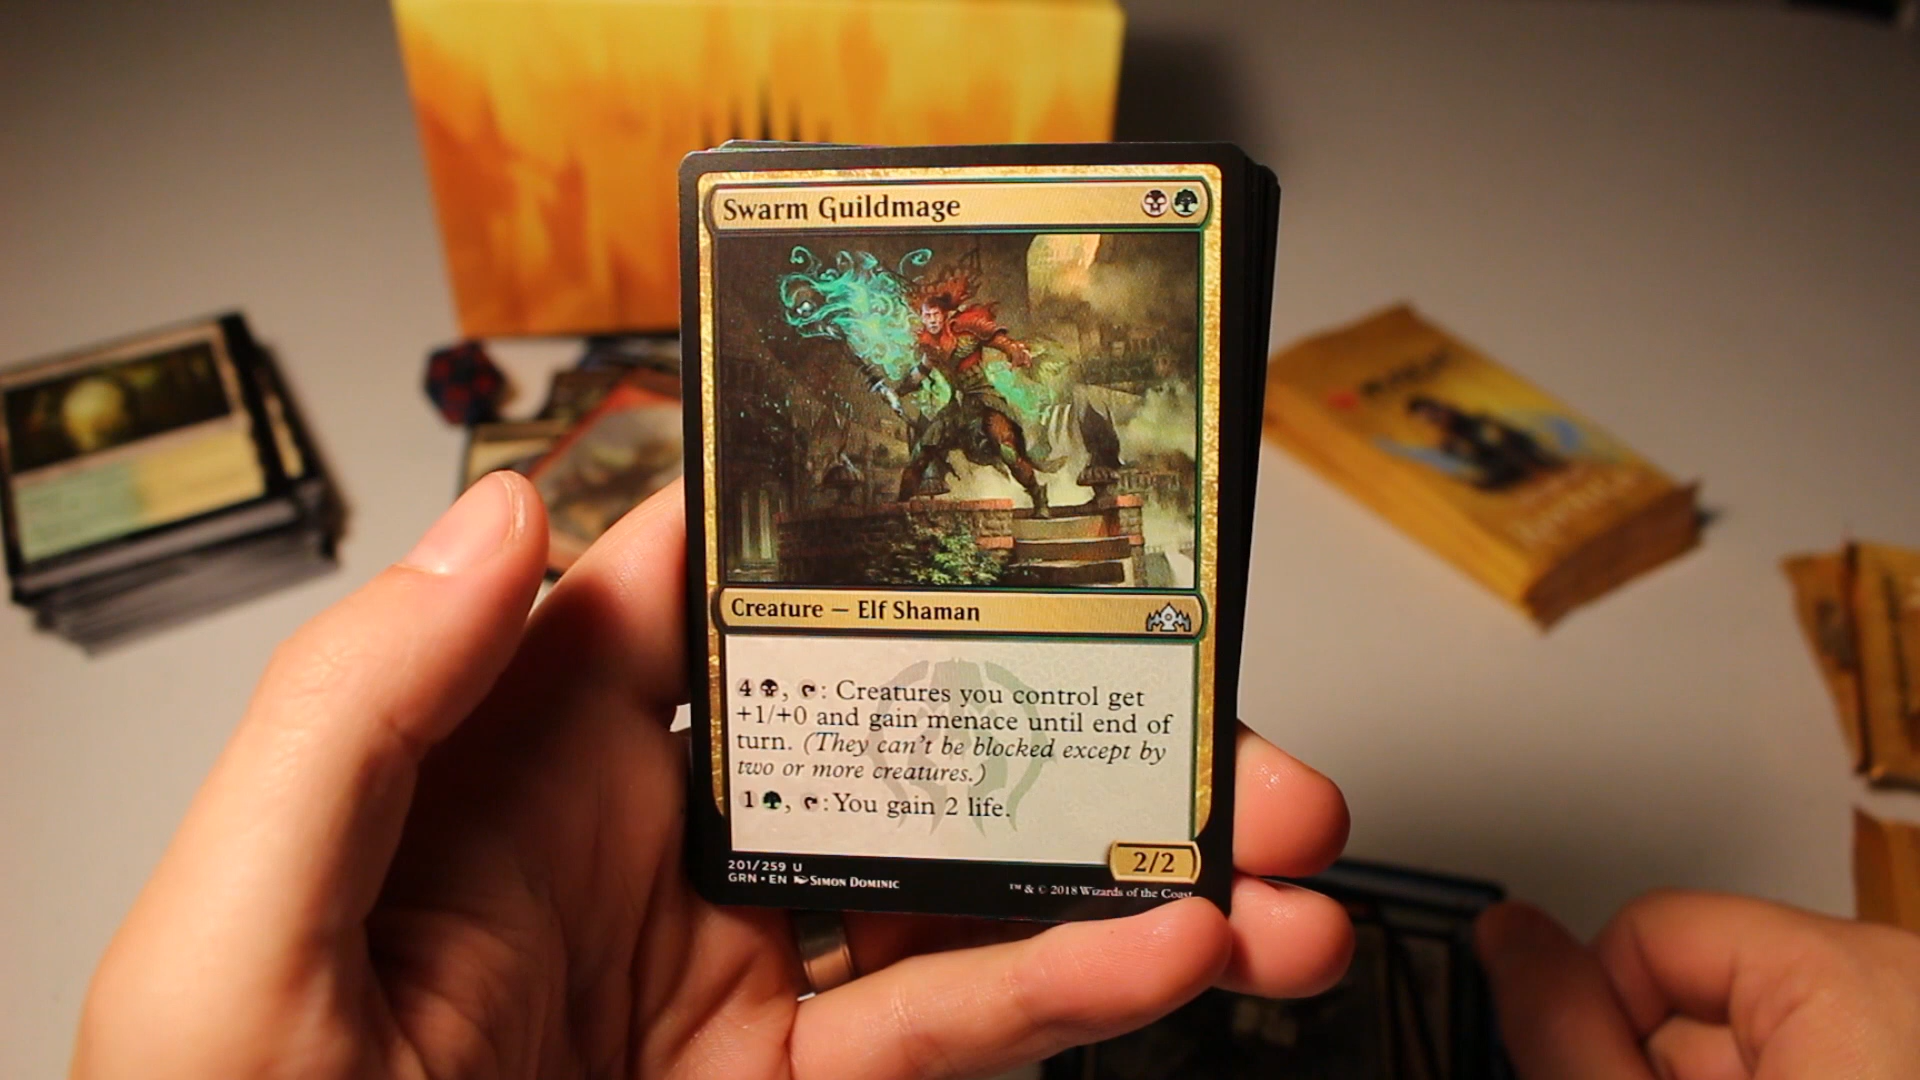 Swarm Guildmage
Creature — Elf Shaman
4, : Creatures you control get
+1/+0 and gain menace until end of
turn. (They can't be blocked except by
two or more creatures.)
1, : You gain 2 life.
2/2
201/259 U
GRN • EN SIMON DOMINIC
™ & © 2018 Wizards of the Coast
MAGIC
RAVNICA